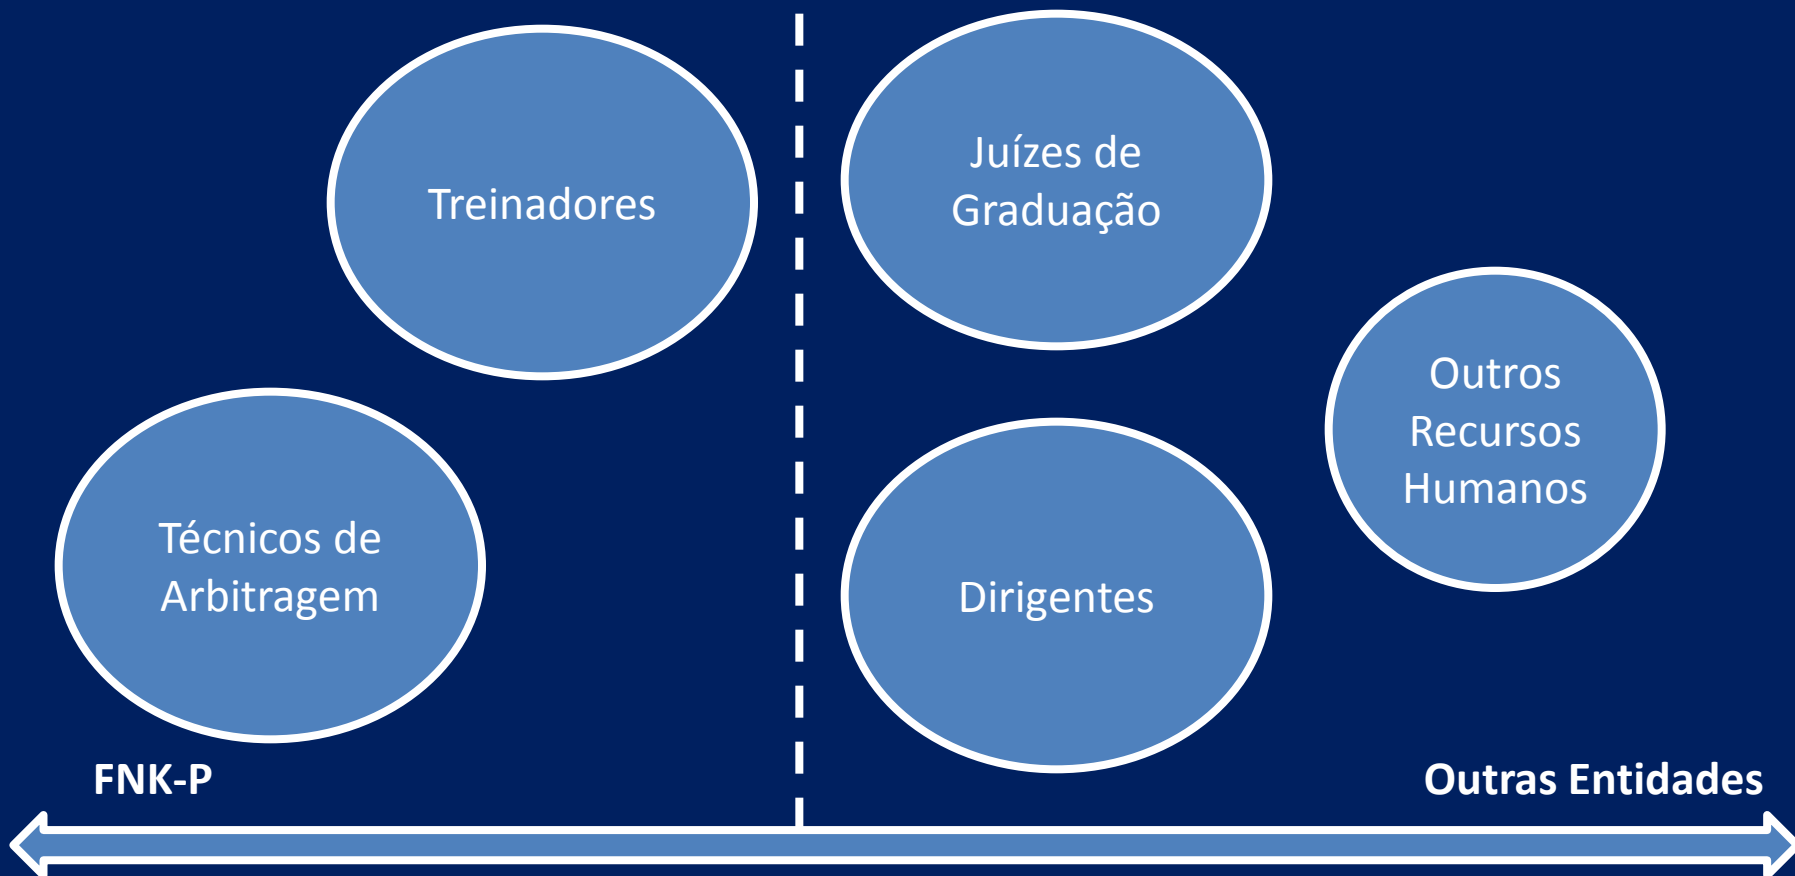 Treinadores
Juízes de
Graduação
Outros
Recursos
Humanos
Técnicos de
Arbitragem
Dirigentes
FNK-P
Outras Entidades